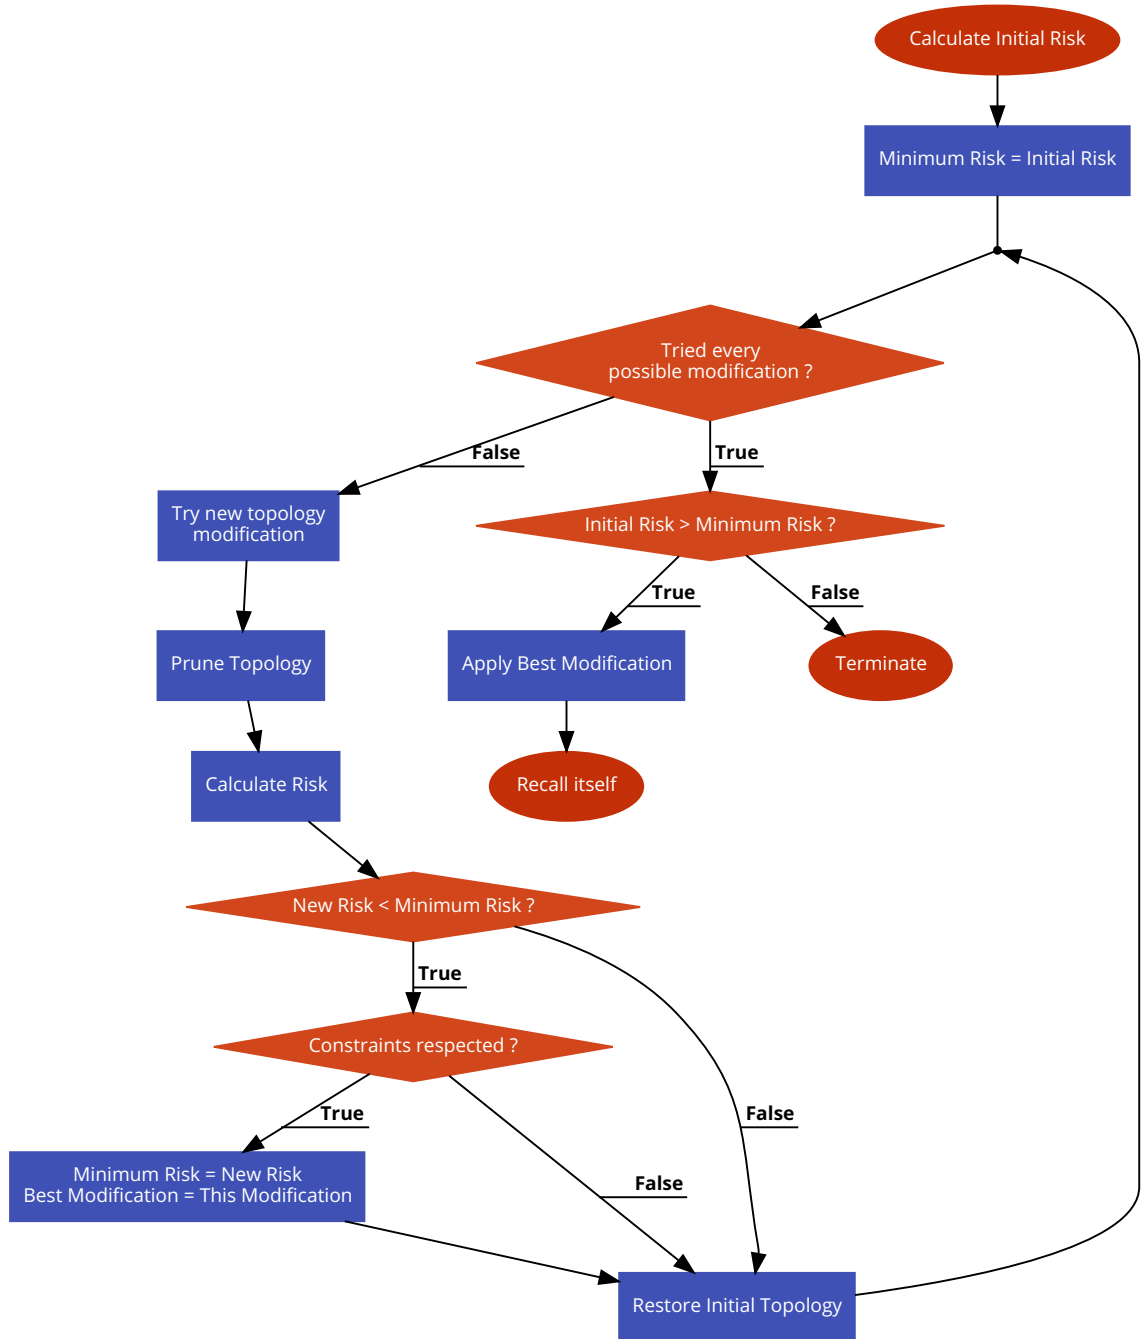 Calculate Initial Risk
Minimum Risk = Initial Risk
Tried every
possible modification ?
False
True
Try new topology
modification
Initial Risk > Minimum Risk ?
True
False
Prune Topology
Apply Best Modification
Terminate
Calculate Risk
Recall itself
New Risk < Minimum Risk ?
True
Constraints respected ?
True
False
False
Minimum Risk = New Risk
Best Modification = This Modification
Restore Initial Topology